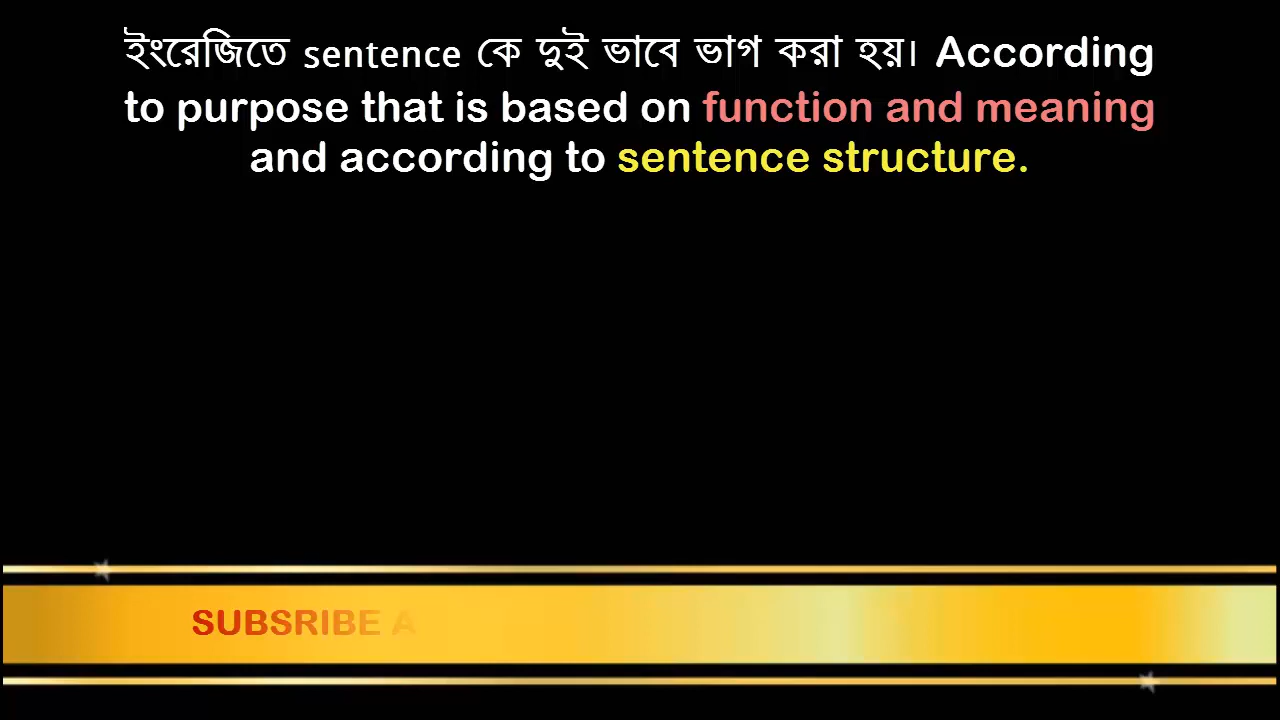 ইংরেজিতে sentence কে দুই ভাবে ভাগ করা হয়। According
to purpose that is based on function and meaning
and according to sentence structure.
SUBSRIBE A